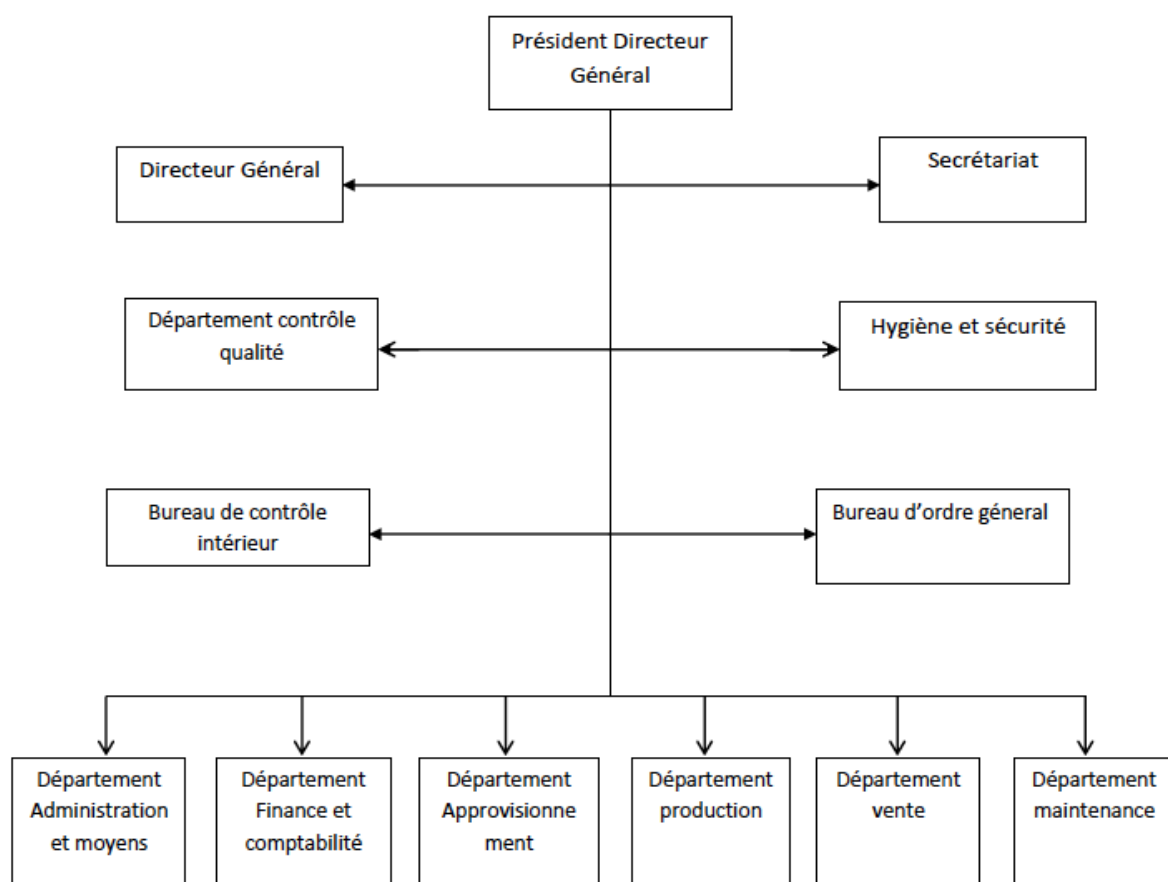 Président Directeur
Général
Directeur Général
Secrétariat
Département contrôle
qualité
Hygiène et sécurité
Bureau de contrôle
intérieur
Bureau d'ordre géneral
Département
Administration
et moyens
Département
Finance et
comptabilité
Département
Approvisionne
ment
Département
production
Département
vente
Département
maintenance